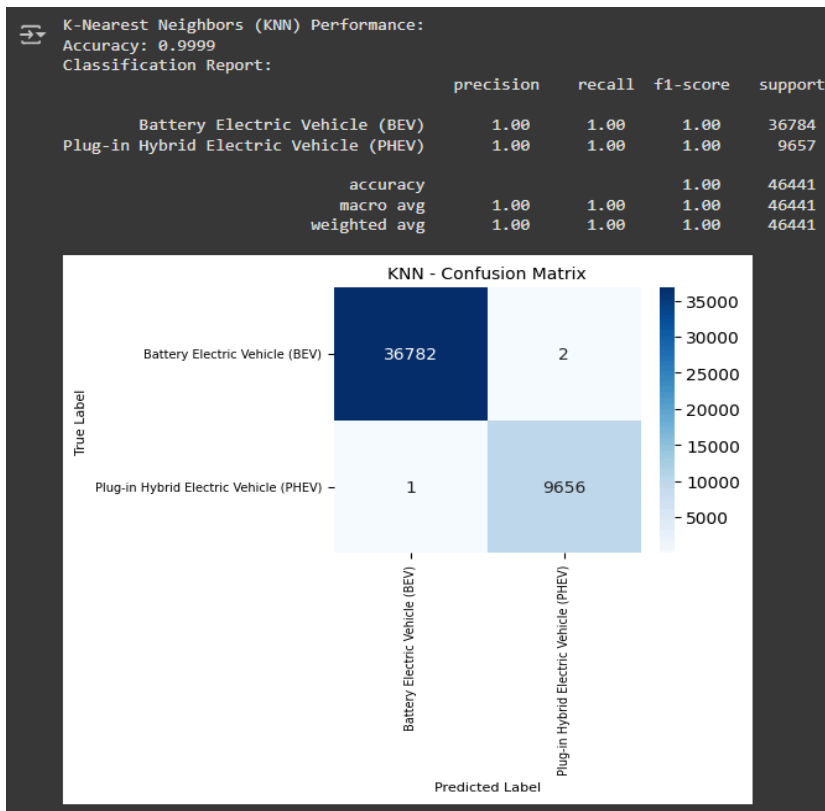 K-Nearest Neighbors (KNN) Performance:
Accuracy: 0.9999
Classification Report:
precision recall f1-score support
Battery Electric Vehicle (BEV) 1.00 1.00 1.00 36784
Plug-in Hybrid Electric Vehicle (PHEV) 1.00 1.00 1.00 9657
accuracy 1.00 46441
macro avg 1.00 1.00 1.00 46441
weighted avg 1.00 1.00 1.00 46441
KNN - Confusion Matrix
True Label
Battery Electric Vehicle (BEV) 36782 2
Plug-in Hybrid Electric Vehicle (PHEV) 1 9656
35000
30000
25000
20000
15000
10000
5000
Battery Electric Vehicle (BEV)
Plug-in Hybrid Electric Vehicle (PHEV)
Predicted Label